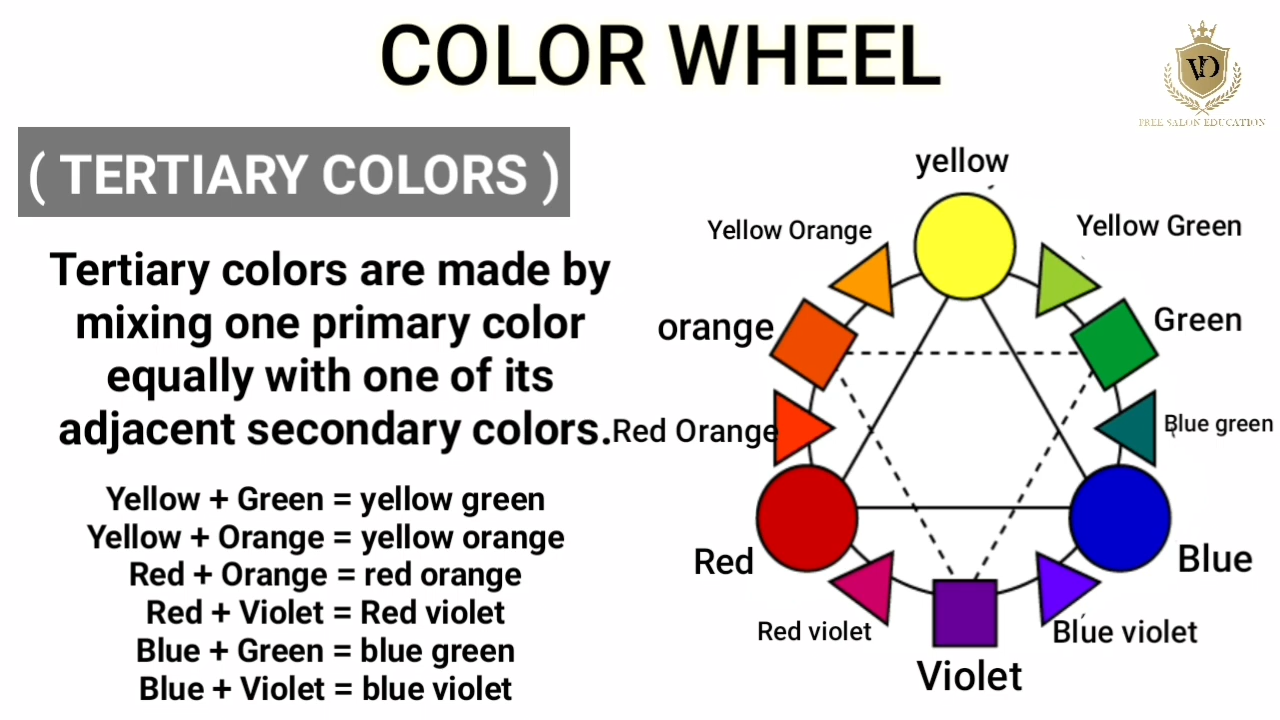 COLOR WHEEL
VD
FREE SALON EDUCATION
( TERTIARY COLORS )
Tertiary colors are made by
mixing one primary color
equally with one of its
adjacent secondary colors.
Yellow + Green = yellow green
Yellow + Orange = yellow orange
Red + Orange = red orange
Red + Violet = Red violet
Blue + Green = blue green
Blue + Violet = blue violet
yellow
Yellow Orange
Yellow Green
orange
Green
Red Orange
Blue green
Red
Blue
Red violet
Blue violet
Violet